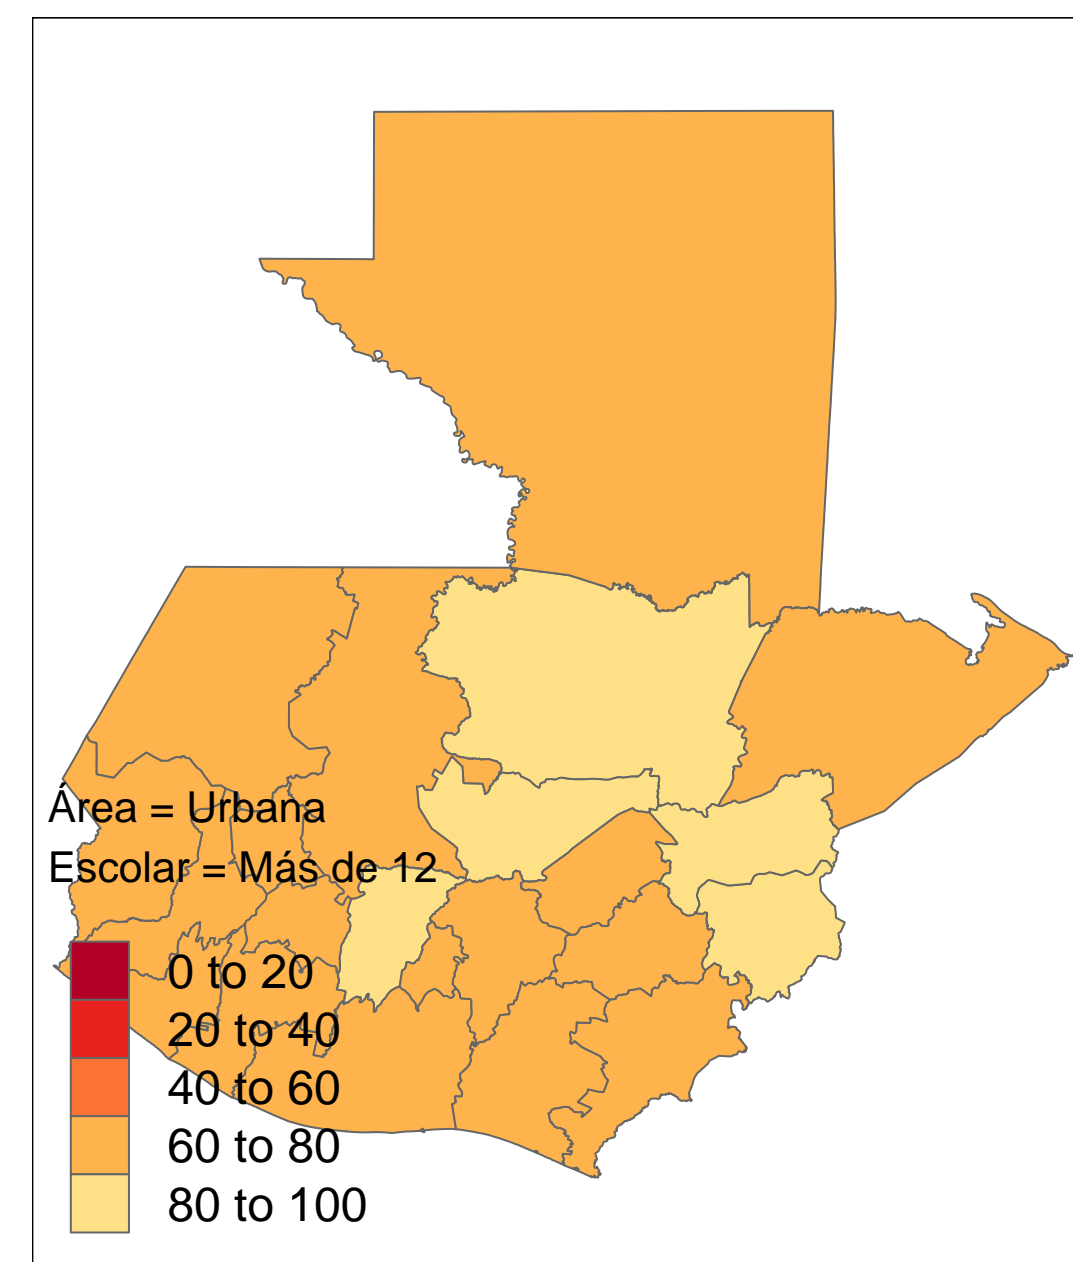 Área = Urbana
Escolar = Más de 12
0 to 20
20 to 40
40 to 60
60 to 80
80 to 100